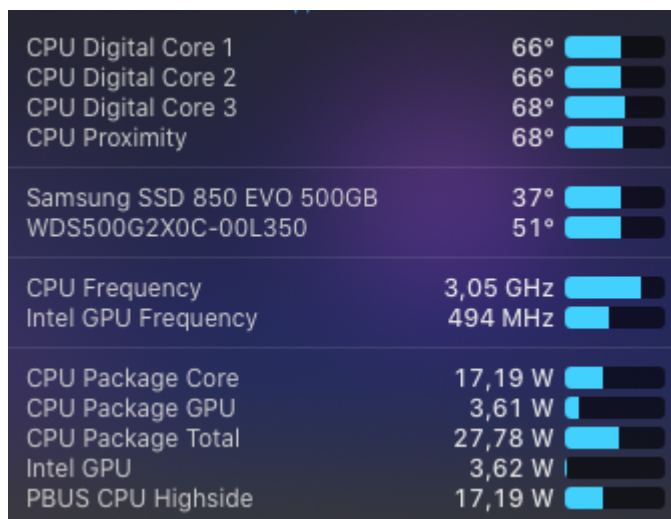 CPU Digital Core 1 66°
CPU Digital Core 2 66°
CPU Digital Core 3 68°
CPU Proximity 68°
Samsung SSD 850 EVO 500GB 37°
WDS500G2X0C-00L350 51°
CPU Frequency 3,05 GHz
Intel GPU Frequency 494 MHz
CPU Package Core 17,19 W
CPU Package GPU 3,61 W
CPU Package Total 27,78 W
Intel GPU 3,62 W
PBUS CPU Highside 17,19 W